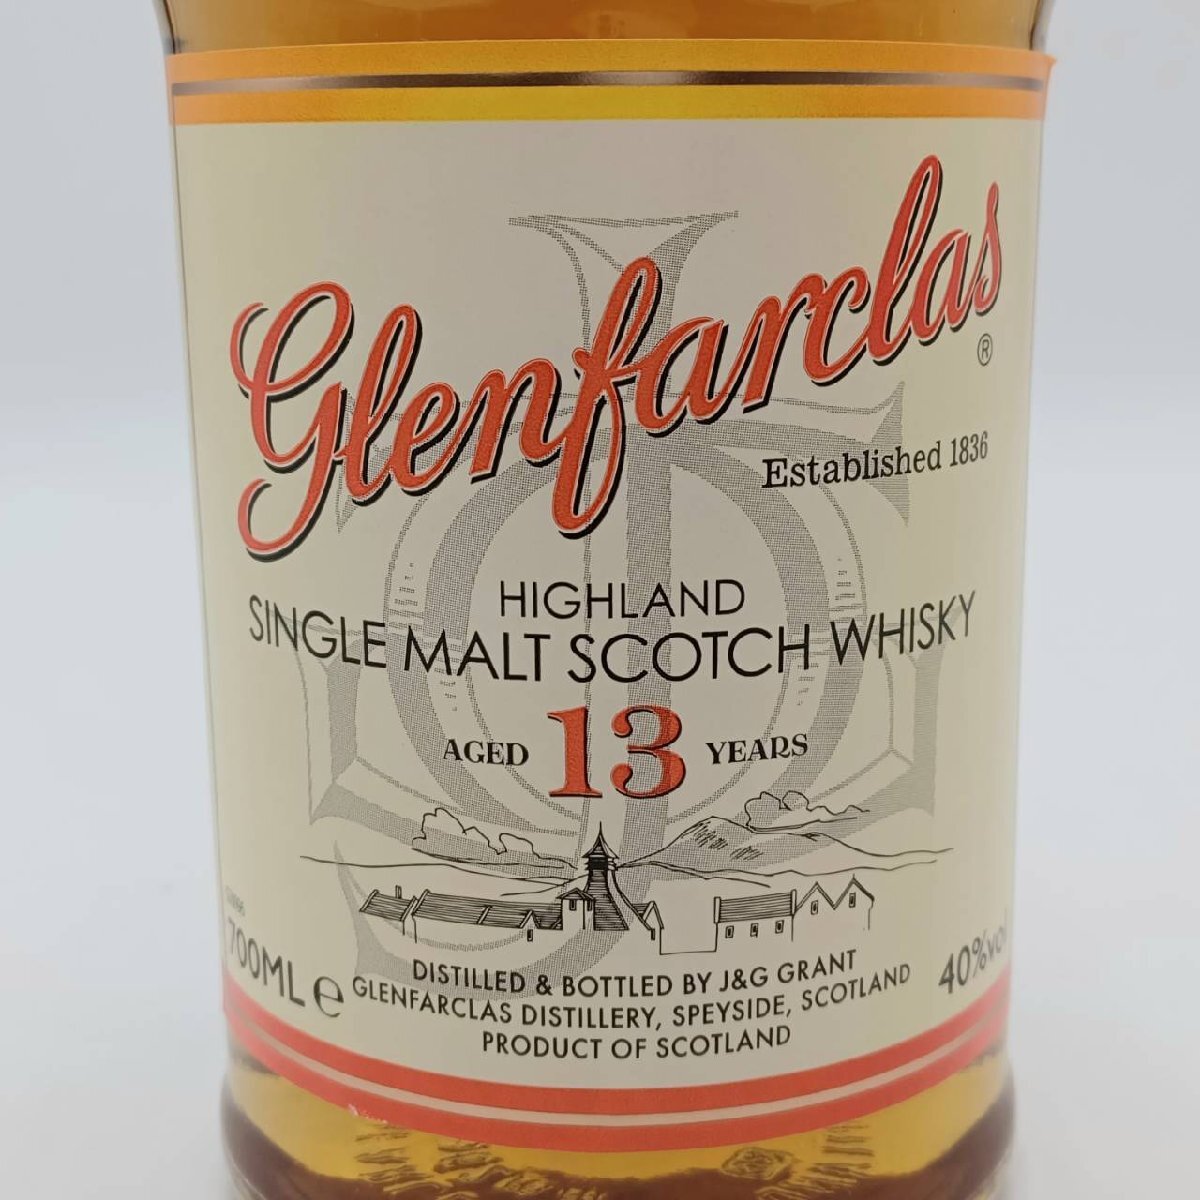 Glenfarclas®
Established 1836
HIGHLAND
SINGLE MALT SCOTCH WHISKY
AGED 13 YEARS
700ML e
40%vol
DISTILLED & BOTTLED BY J&G GRANT
GLENFARCLAS DISTILLERY, SPEYSIDE, SCOTLAND
PRODUCT OF SCOTLAND